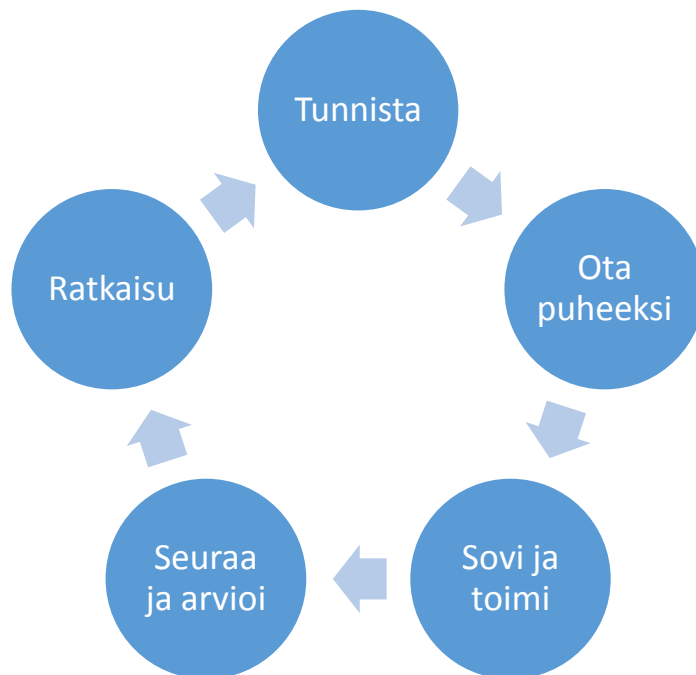 Tunnista
Ota
puheeksi
Sovi ja
toimi
Seuraa
ja arvioi
Ratkaisu